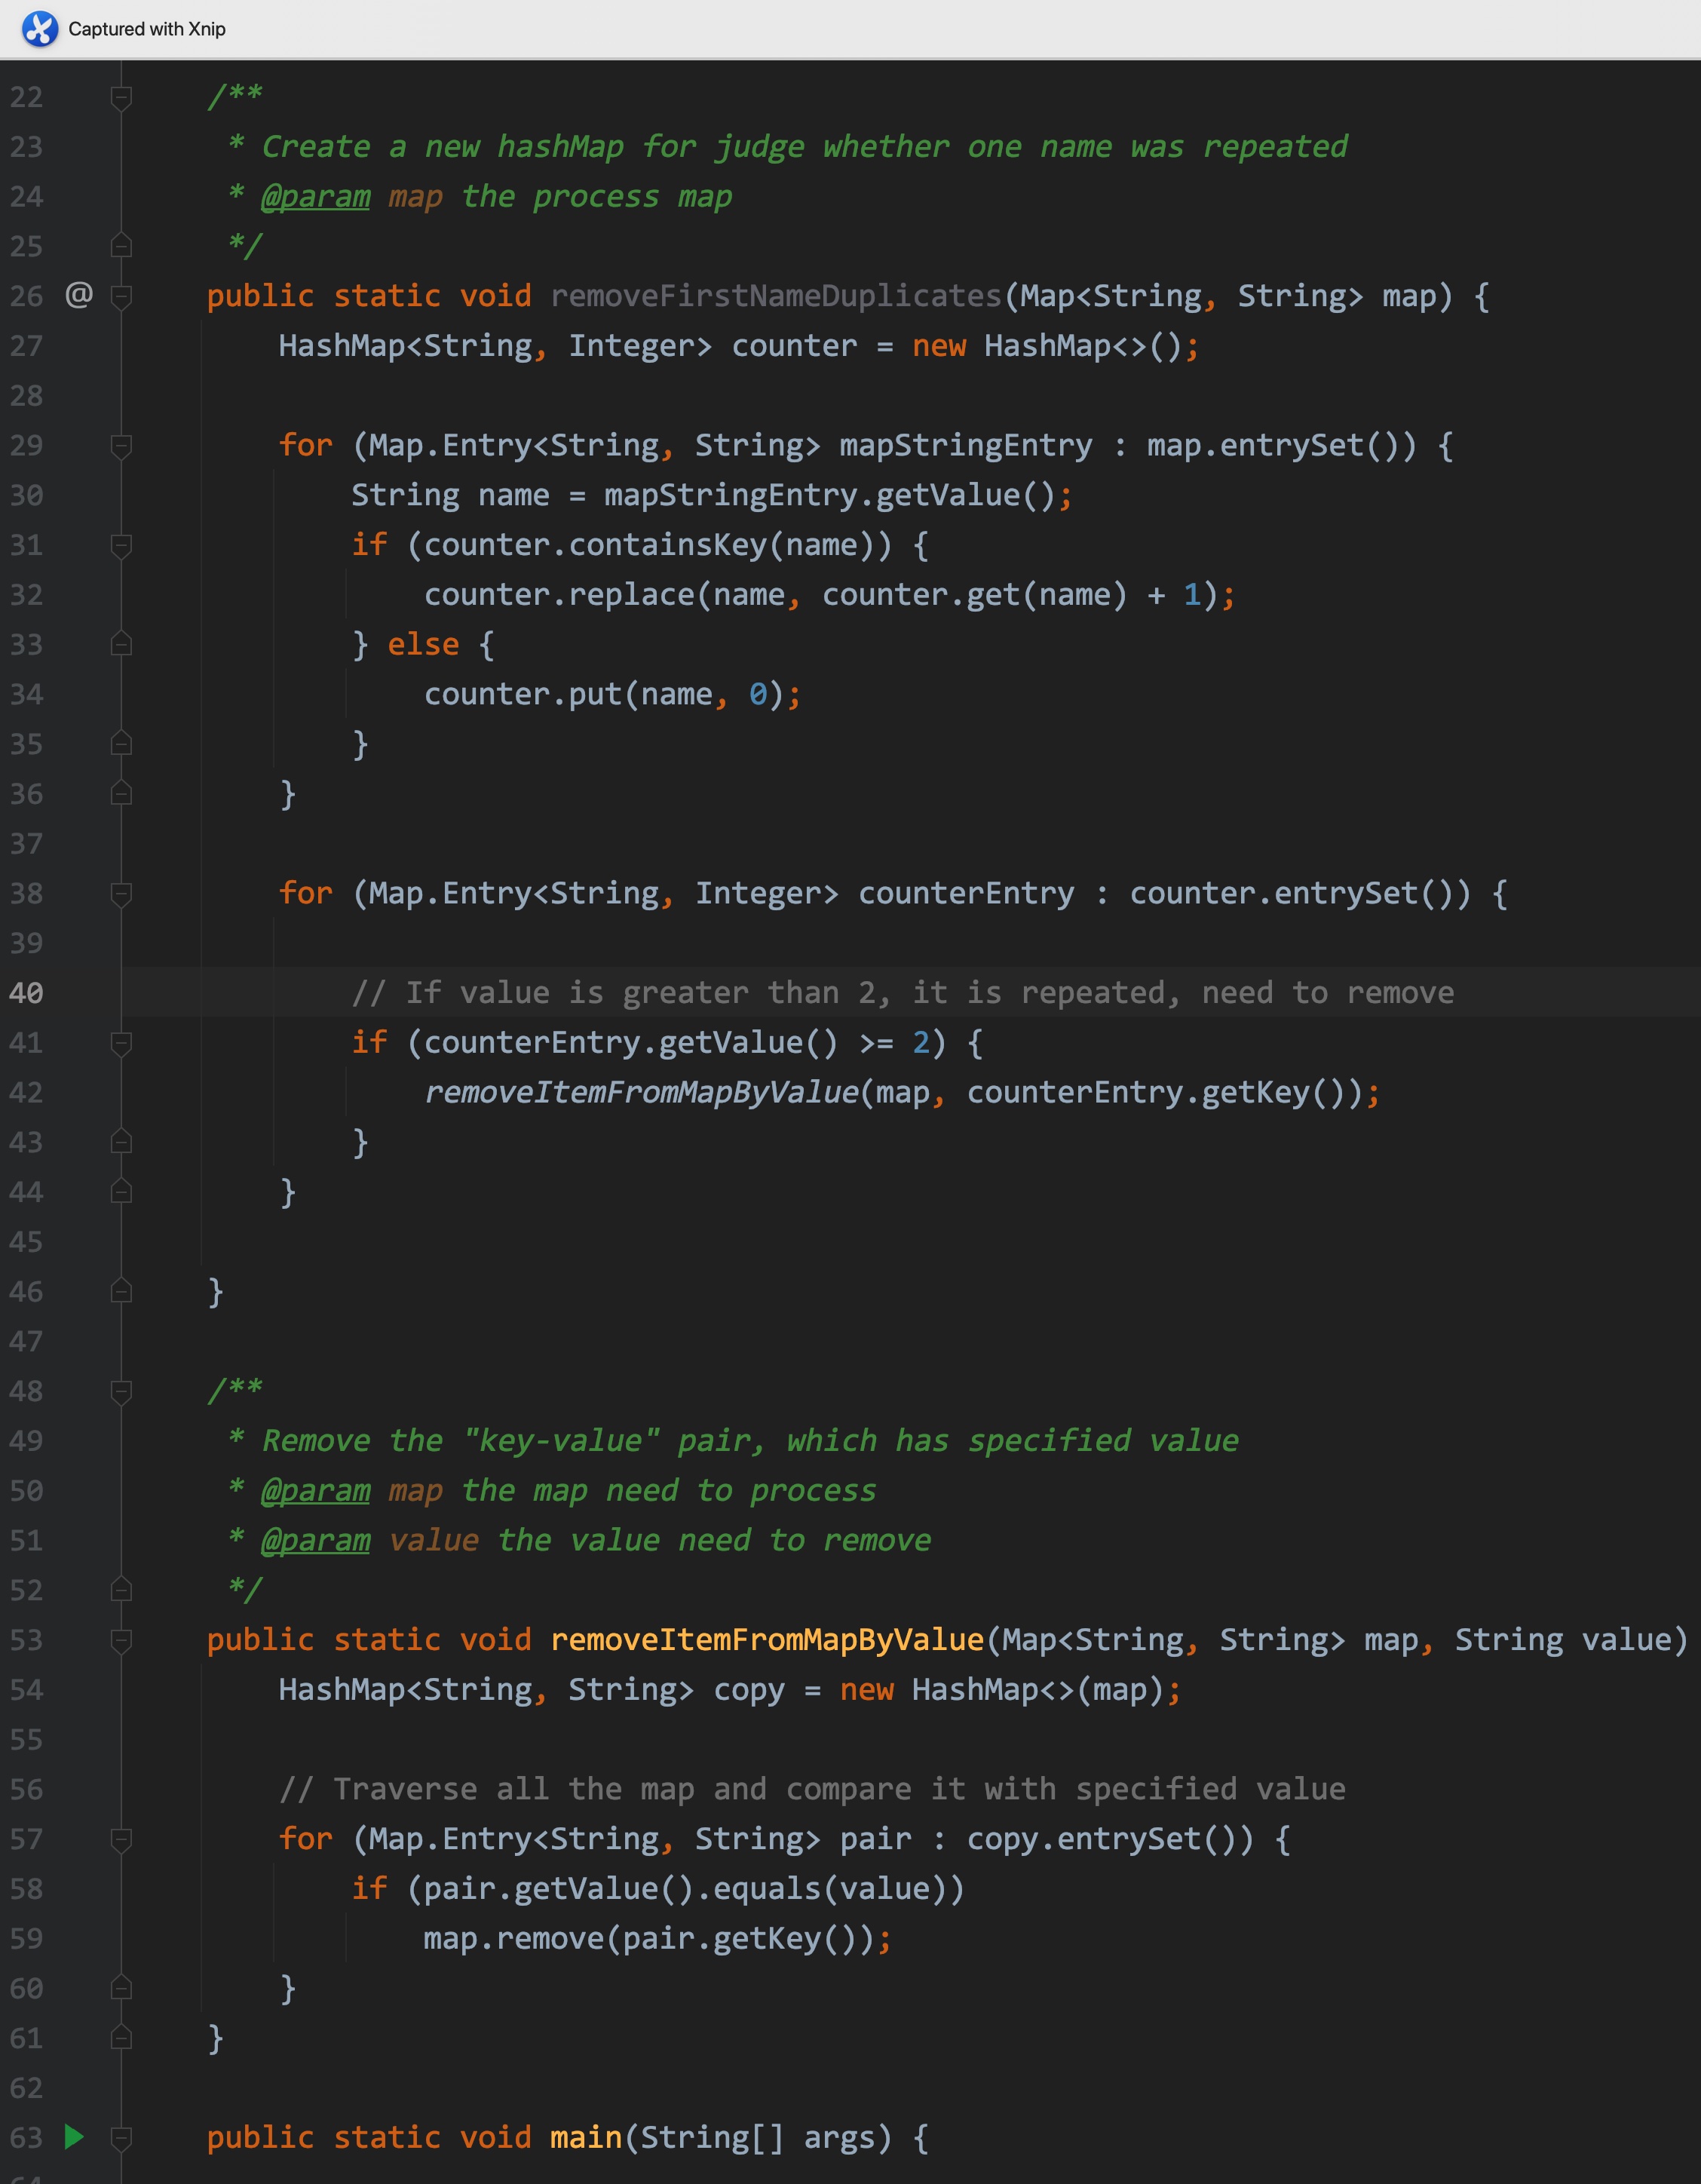 Captured with Xnip
22 /**
23 * Create a new hashMap for judge whether one name was repeated
24 * @param map the process map
25 */
26 @ public static void removeFirstNameDuplicates(Map<String, String> map) {
27 HashMap<String, Integer> counter = new HashMap<>();
28
29 for (Map.Entry<String, String> mapStringEntry : map.entrySet()) {
30 String name = mapStringEntry.getValue();
31 if (counter.containsKey(name)) {
32 counter.replace(name, counter.get(name) + 1);
33 } else {
34 counter.put(name, 0);
35 }
36 }
37
38 for (Map.Entry<String, Integer> counterEntry : counter.entrySet()) {
39
40 // If value is greater than 2, it is repeated, need to remove
41 if (counterEntry.getValue() >= 2) {
42 removeItemFromMapByValue(map, counterEntry.getKey());
43 }
44 }
45
46 }
47
48 /**
49 * Remove the "key-value" pair, which has specified value
50 * @param map the map need to process
51 * @param value the value need to remove
52 */
53 public static void removeItemFromMapByValue(Map<String, String> map, String value)
54 HashMap<String, String> copy = new HashMap<>(map);
55
56 // Traverse all the map and compare it with specified value
57 for (Map.Entry<String, String> pair : copy.entrySet()) {
58 if (pair.getValue().equals(value))
59 map.remove(pair.getKey());
60 }
61 }
62
63 public static void main(String[] args) {